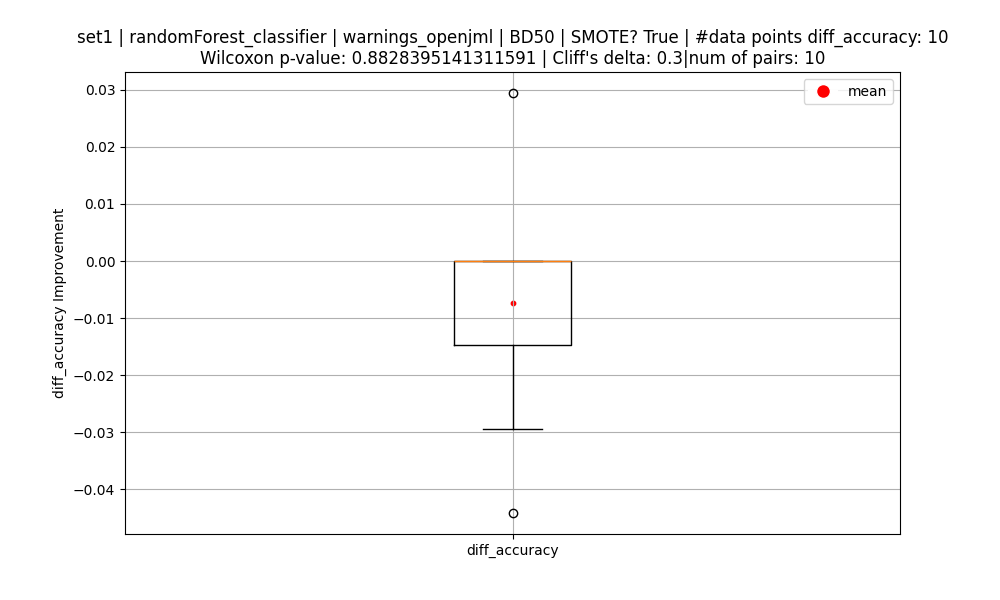 set1 | randomForest_classifier | warnings_openjml | BD50 | SMOTE? True | #data points diff_accuracy: 10
Wilcoxon p-value: 0.8828395141311591 | Cliff's delta: 0.3|num of pairs: 10
mean
0.03
0.02
0.01
0.00
−0.01
−0.02
−0.03
−0.04
diff_accuracy Improvement
diff_accuracy